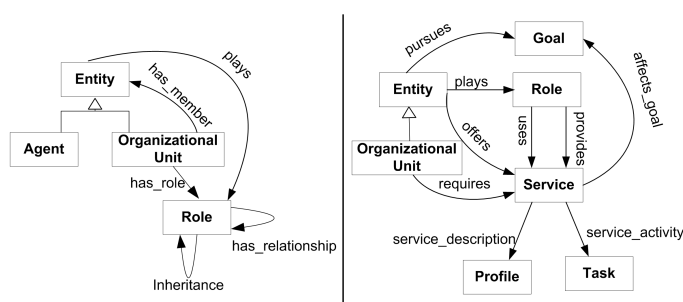 plays
Entity
has_member
Agent
Organizational
Unit
has_role
Role
has_relationship
Inheritance
pursues
Goal
affects_goal
Entity
plays
Role
offers
uses
provides
Organizational
Unit
requires
Service
service_description
service_activity
Profile
Task